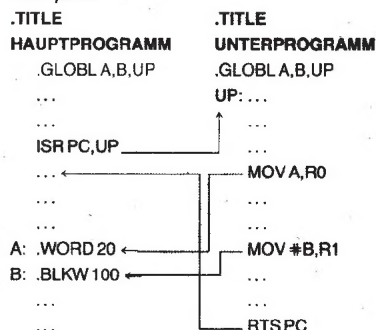 .TITLE
HAUPTPROGRAMM
.GLOBL A,B,UP
...
...
ISR PC,UP
...
...
A: .WORD 20
B: .BLKW 100
...
...
.TITLE
UNTERPROGRAMM
.GLOBL A,B,UP
UP: ...
...
...
MOV A,R0
...
...
MOV #B,R1
...
...
RTS PC